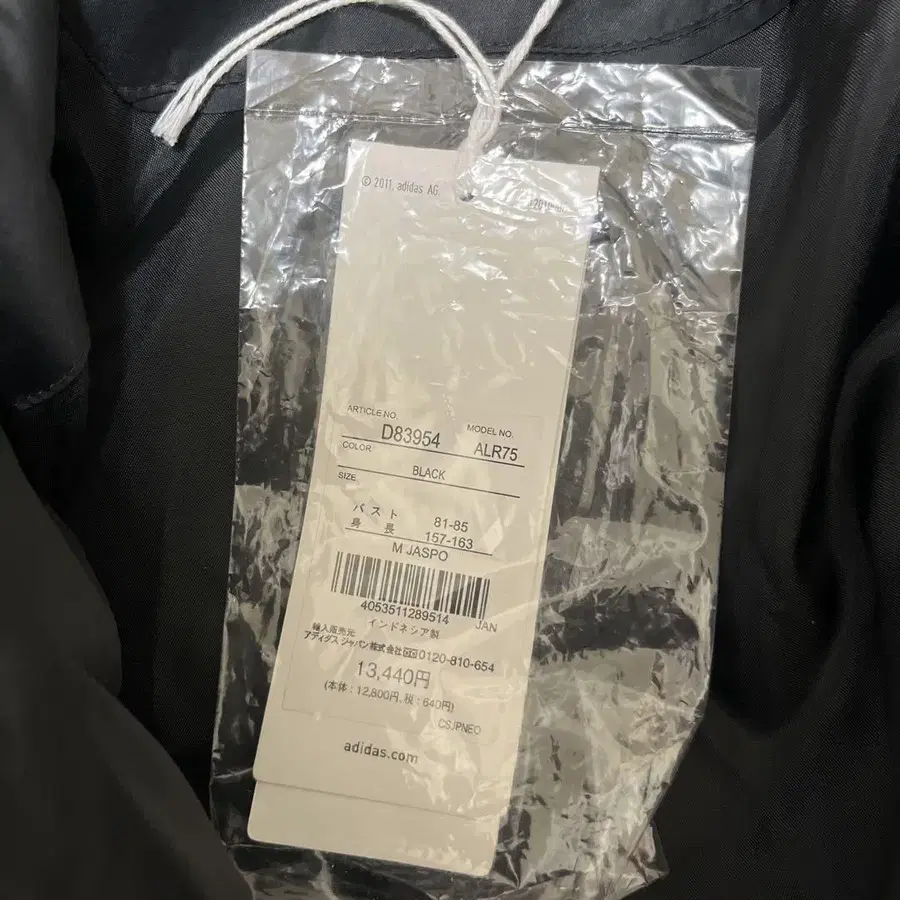 © 2011, adidas AG
ARTICLE NO.
D83954
MODEL NO.
ALR75
COLOR
BLACK
SIZE
バスト 81-85
身長 157-163
M JASPO
4053511289514 JAN
インドネシア製
輸入販売元
アディダス ジャパン株式会社 0120-810-654
13,440円
(本体：12,800円、税：640円)
CSJPNEO
adidas.com